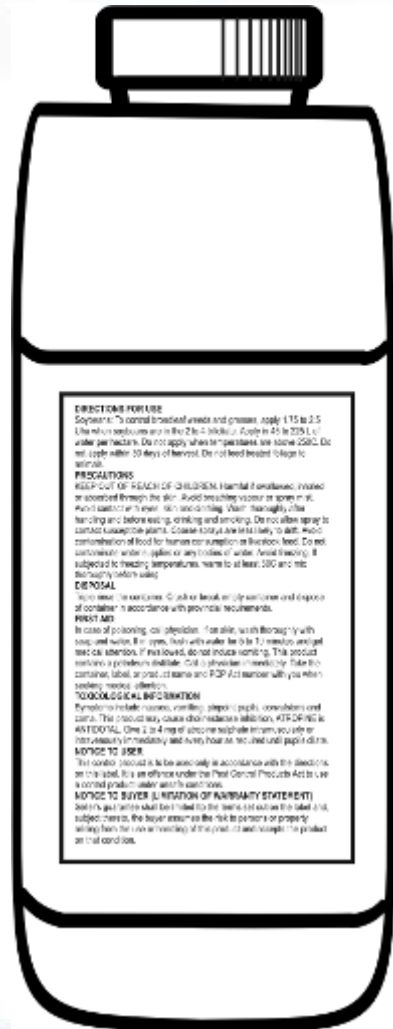 DIRECTIONS FOR USE
Soybeans: To control broadleaf weeds and grasses, apply 1.75 to 2.5
L/ha when soybeans are in the 2 to 4 trifoliate. Apply in 45 to 225 L of
water per hectare. Do not apply when temperatures are above 250C. Do
not apply within 30 days of harvest. Do not feed treated foliage to
animals.
PRECAUTIONS
KEEP OUT OF REACH OF CHILDREN. Harmful if swallowed, inhaled
or absorbed through the skin. Avoid breathing vapour or spray mist.
Avoid contact with eyes, skin and clothing. Wash thoroughly after
handling and before eating, drinking and smoking. Do not allow spray to
contact susceptible plants. Coarse sprays are less likely to drift. Avoid
contamination of food for human consumption or livestock feed. Do not
contaminate water supplies or any bodies of water. Avoid freezing. If
subjected to freezing temperatures, warm to at least 50C and mix
thoroughly before using.
DISPOSAL
Triple rinse the container. Crush or break empty container and dispose
of container in accordance with provincial requirements.
FIRST AID
In case of poisoning, call physician. If on skin, wash thoroughly with
soap and water. If in eyes, flush with water for 5 to 10 minutes and get
medical attention. If swallowed, do not induce vomiting. This product
contains a petroleum distillate. Call a physician immediately. Take the
container, label, or product name and PCP Act number with you when
seeking medical attention.
TOXICOLOGICAL INFORMATION
Symptoms include nausea, vomiting, pinpoint pupils, convulsions and
coma. This product may cause cholinesterase inhibition. ATROPINE is
ANTIDOTAL. Give 2 to 4 mg of atropine sulphate intramuscularly or
intravenously immediately and every hour as required until pupils dilate.
NOTICE TO USER
This control product is to be used only in accordance with the directions
on this label. It is an offence under the Pest Control Products Act to use
a control product under unsafe conditions.
NOTICE TO BUYER (LIMITATION OF WARRANTY STATEMENT)
Seller's guarantee shall be limited to the terms set out on the label and,
subject thereto, the buyer assumes the risk to persons or property
arising from the use or handling of this product and accepts the product
on that condition.